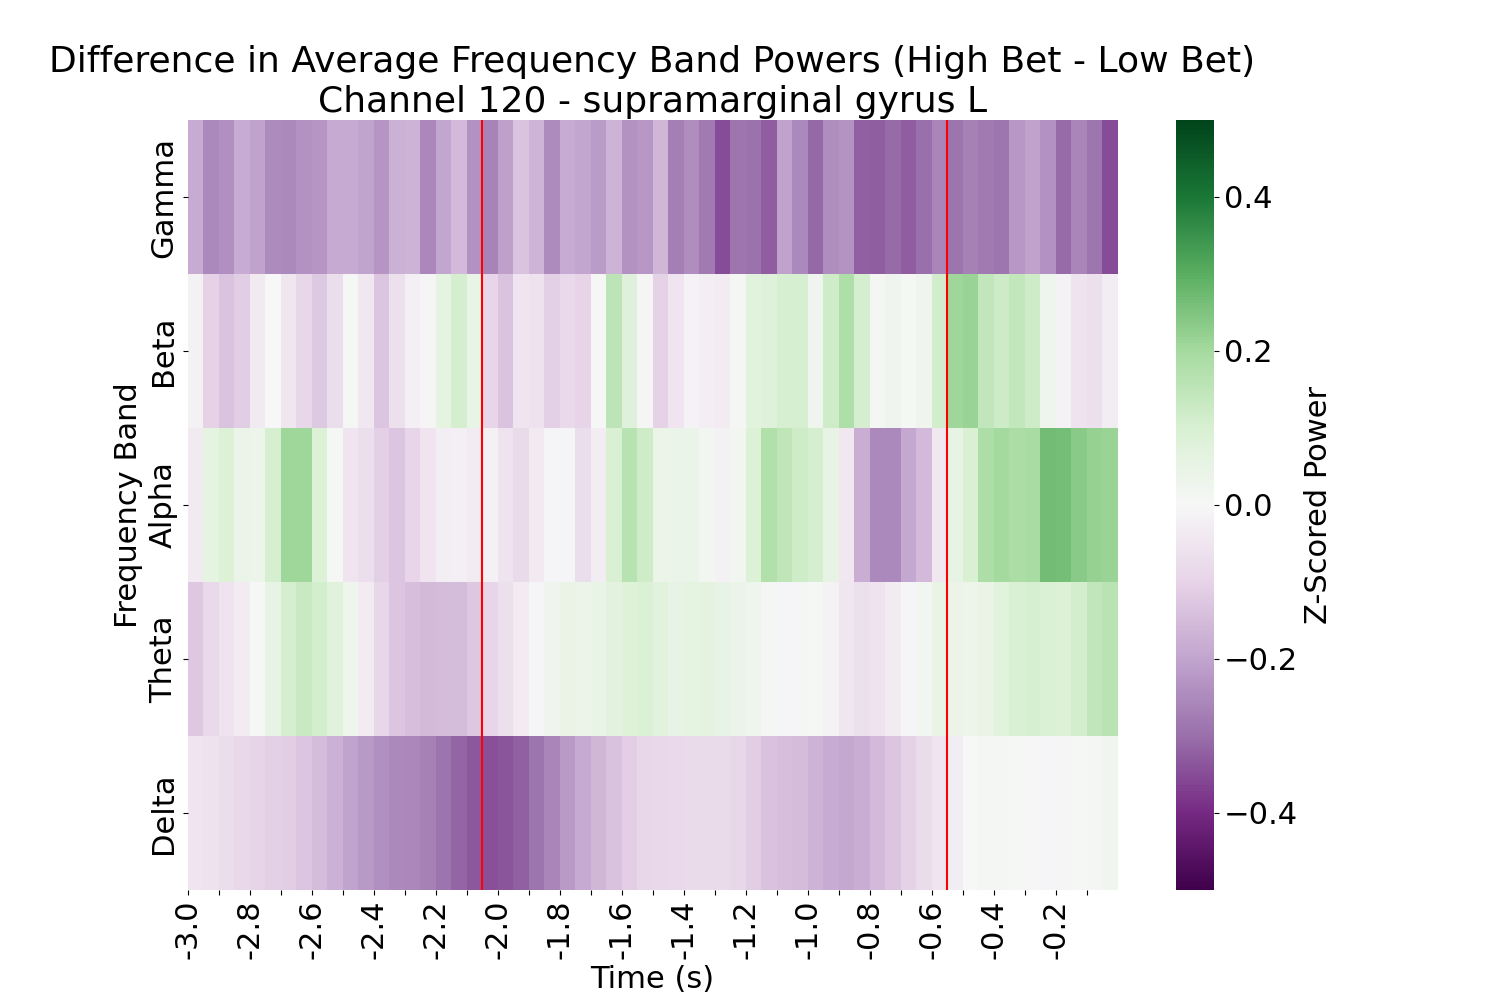 Difference in Average Frequency Band Powers (High Bet - Low Bet)
Channel 120 - supramarginal gyrus L
Frequency Band
Gamma
Beta
Alpha
Theta
Delta
-3.0
-2.8
-2.6
-2.4
-2.2
-2.0
-1.8
-1.6
-1.4
-1.2
-1.0
-0.8
-0.6
-0.4
-0.2
Time (s)
0.4
0.2
0.0
−0.2
−0.4
Z-Scored Power